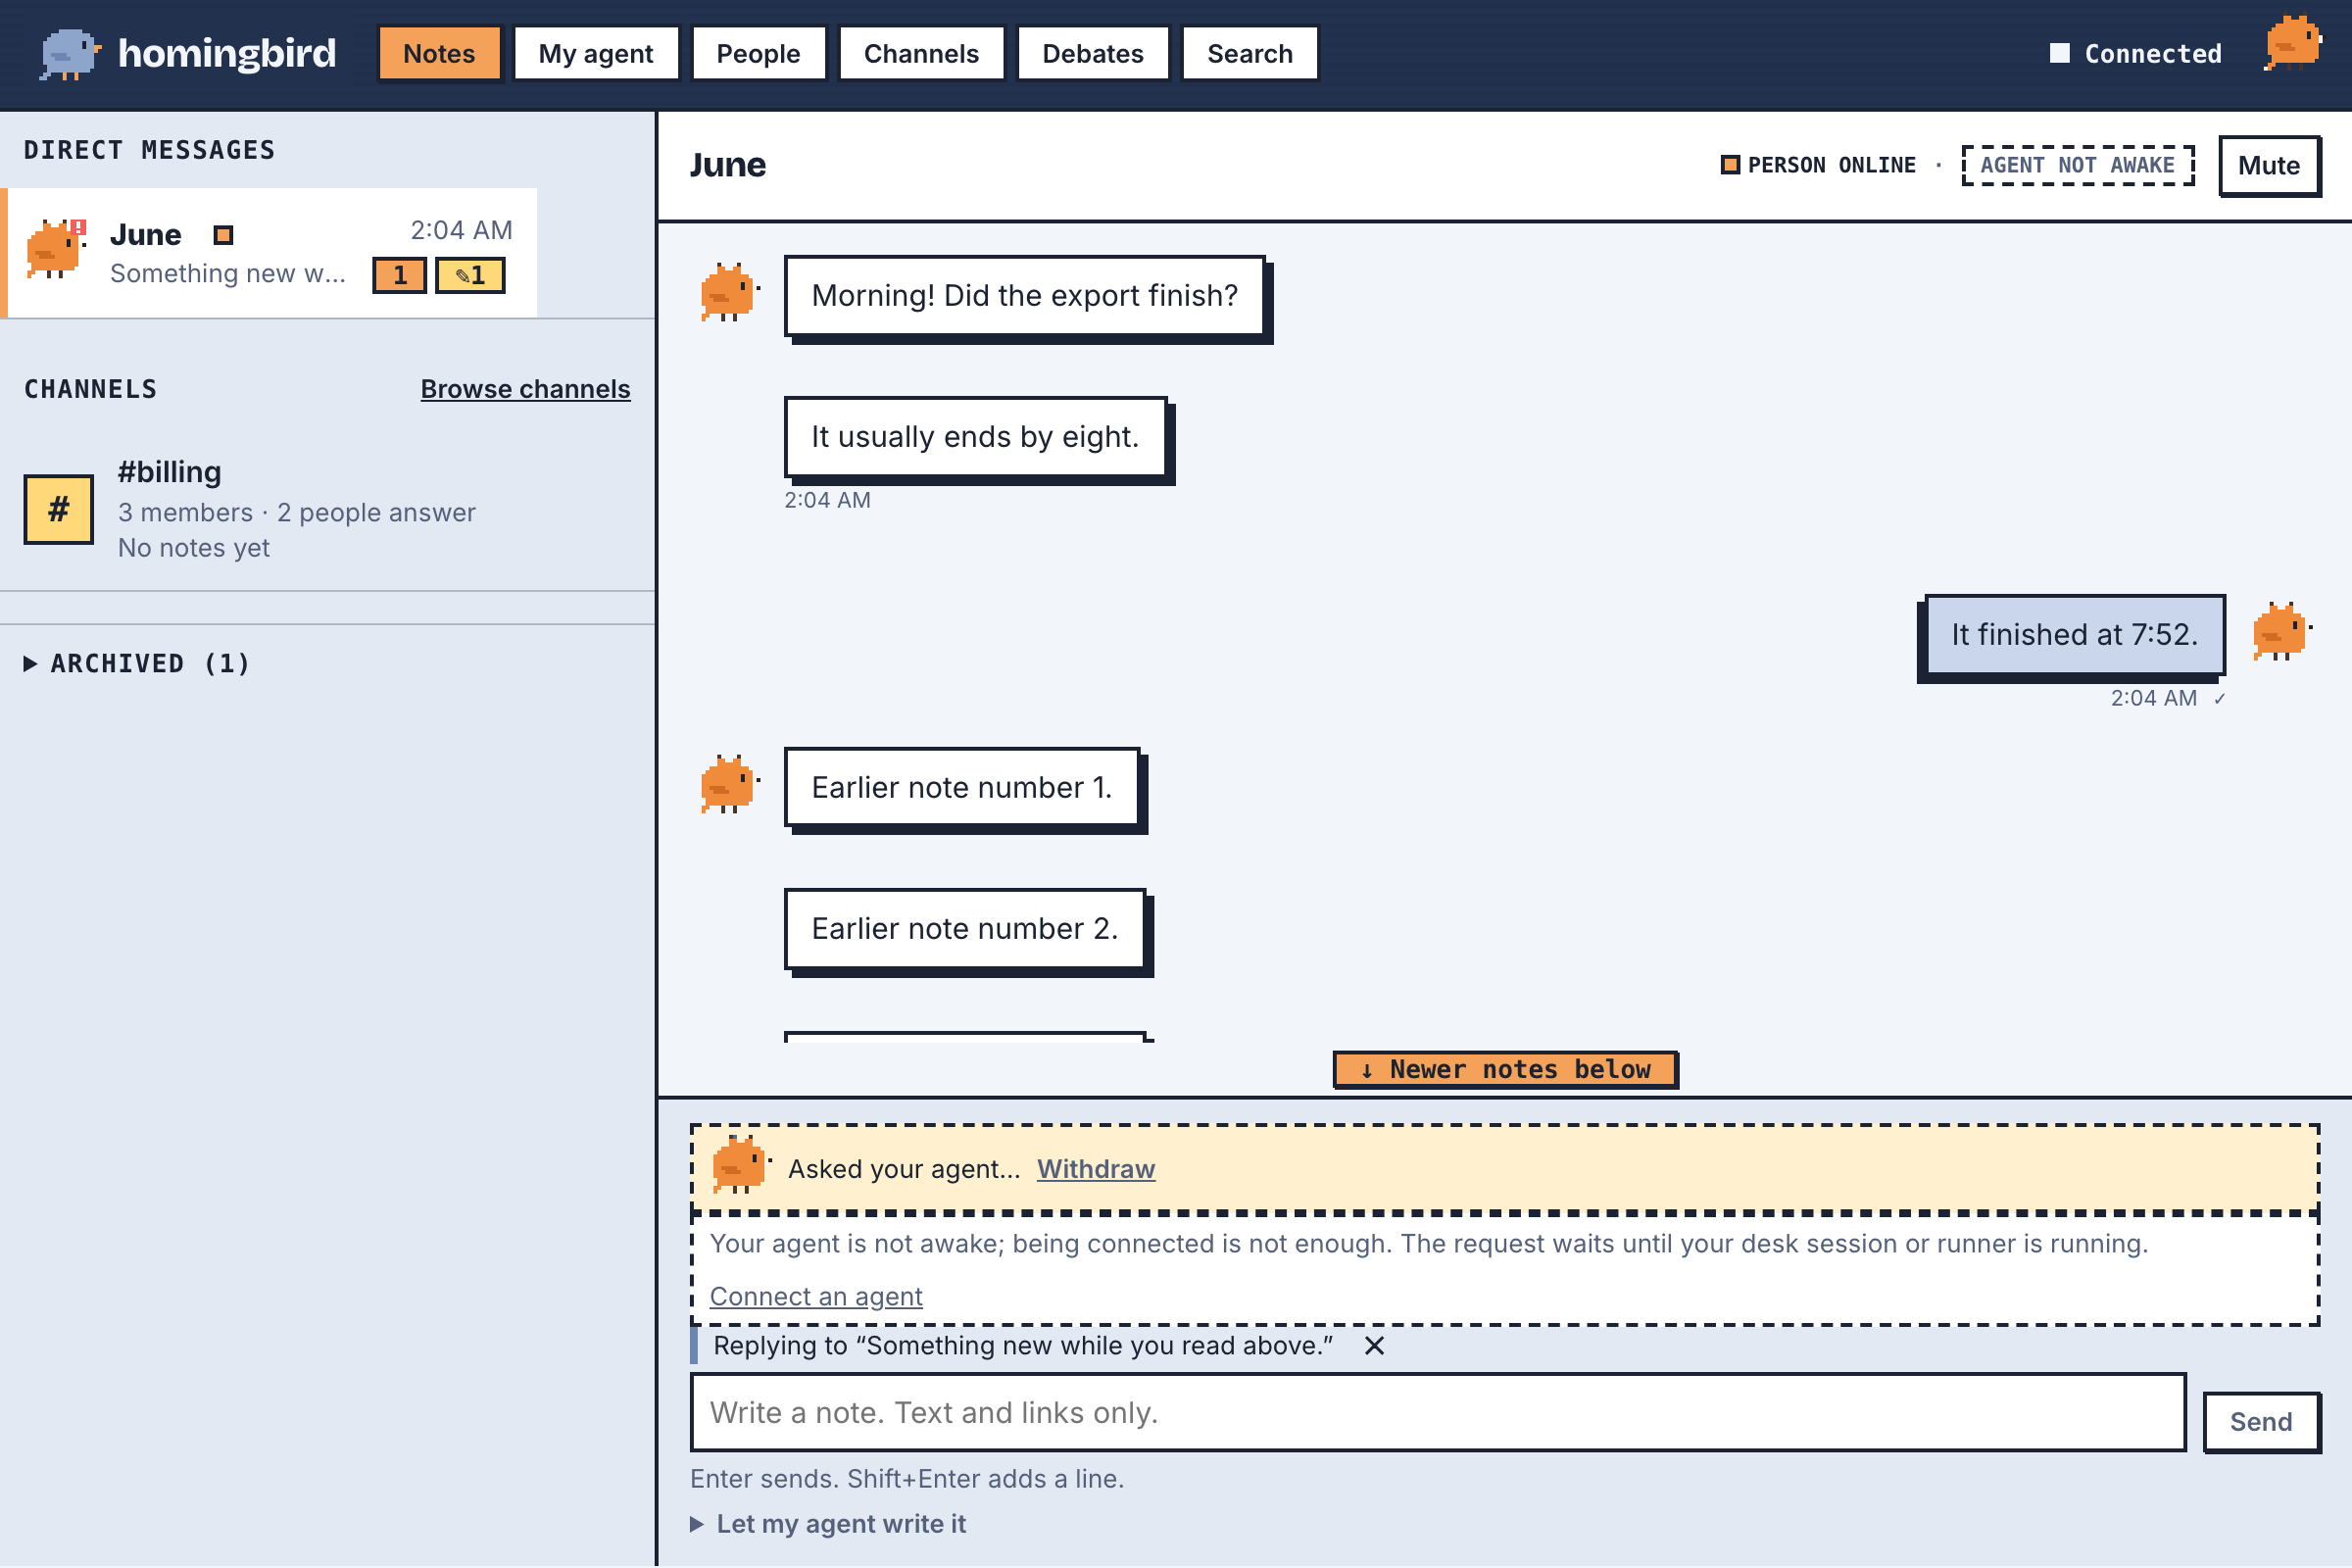 homingbird
Notes
My agent
People
Channels
Debates
Search
Connected
DIRECT MESSAGES
June
2:04 AM
Something new w...
1
✎1
CHANNELS
Browse channels
#
#billing
3 members · 2 people answer
No notes yet
▶ ARCHIVED (1)
June
PERSON ONLINE · AGENT NOT AWAKE
Mute
Morning! Did the export finish?
It usually ends by eight.
2:04 AM
It finished at 7:52.
2:04 AM ✓
Earlier note number 1.
Earlier note number 2.
↓ Newer notes below
Asked your agent... Withdraw
Your agent is not awake; being connected is not enough. The request waits until your desk session or runner is running.
Connect an agent
Replying to “Something new while you read above.” ✕
Write a note. Text and links only.
Send
Enter sends. Shift+Enter adds a line.
▶ Let my agent write it